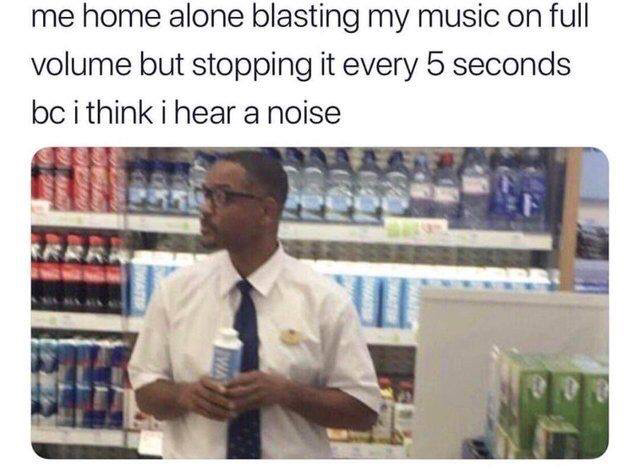 me home alone blasting my music on full
volume but stopping it every 5 seconds
bc i think i hear a noise